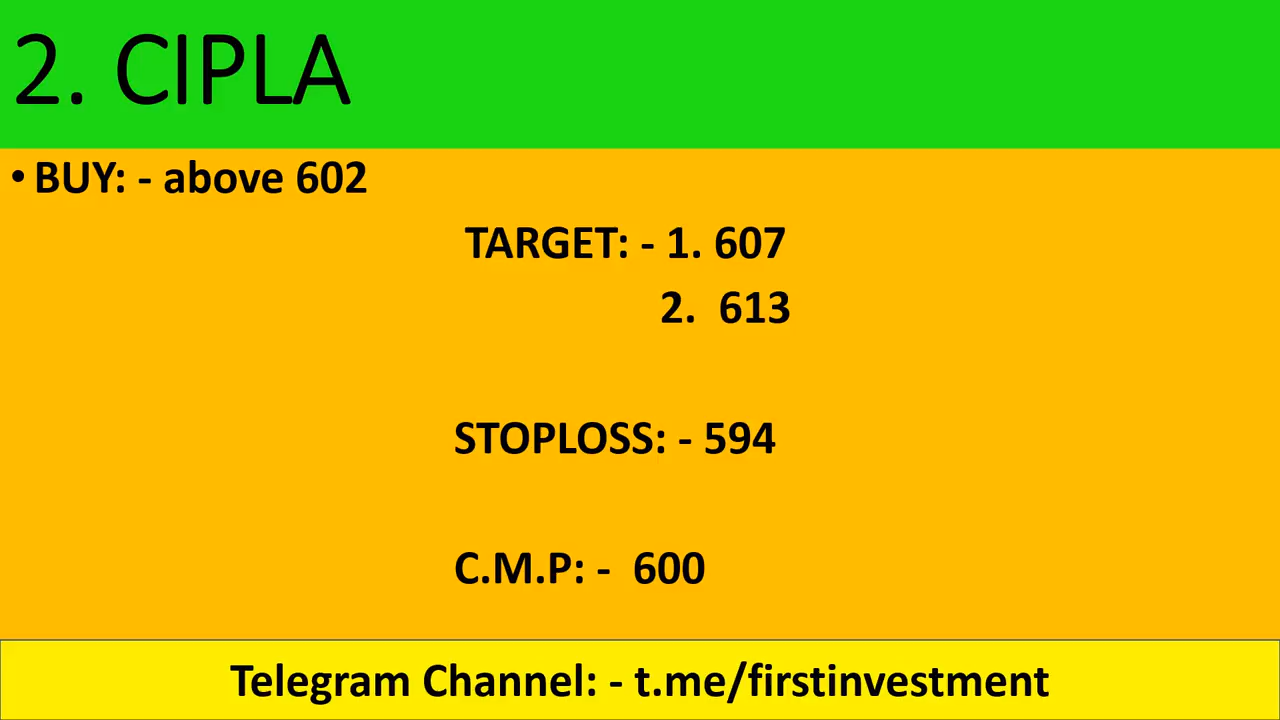 2. CIPLA
• BUY: - above 602
TARGET: - 1. 607
2. 613
STOPLOSS: - 594
C.M.P: - 600
Telegram Channel: - t.me/firstinvestment